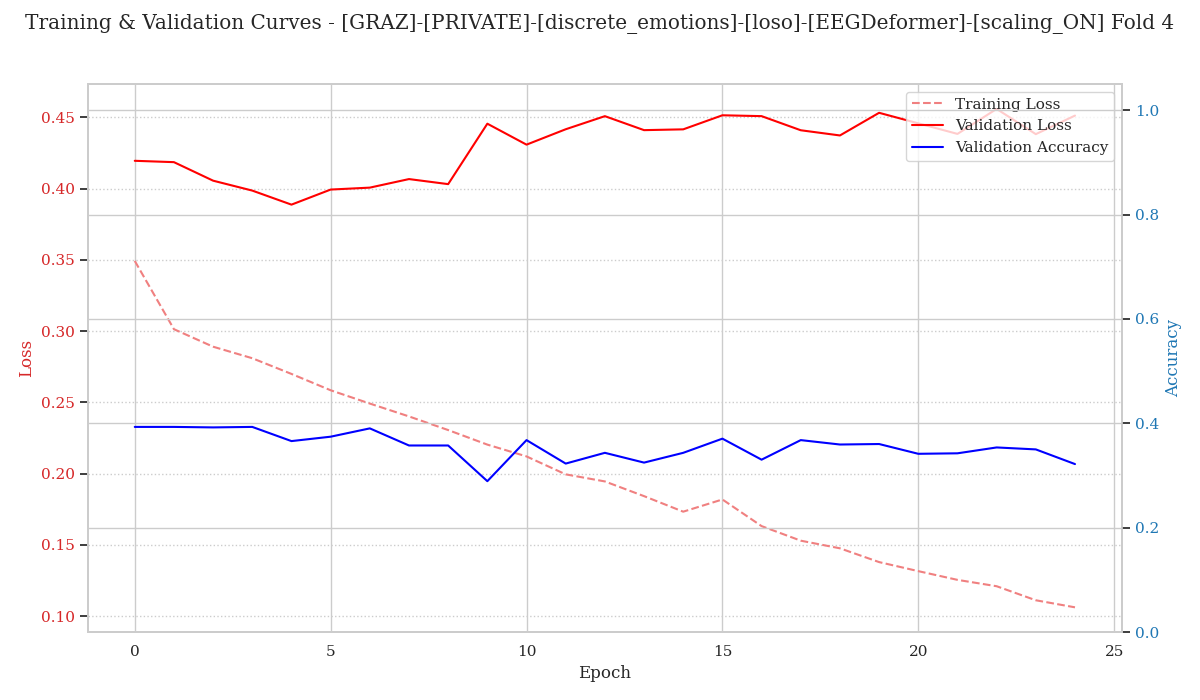 Training & Validation Curves - [GRAZ]-[PRIVATE]-[discrete_emotions]-[loso]-[EEGDeformer]-[scaling_ON] Fold 4
Training Loss
Validation Loss
Validation Accuracy
0.45
0.40
0.35
0.30
0.25
0.20
0.15
0.10
Loss
1.0
0.8
0.6
0.4
0.2
0.0
Accuracy
0 5 10 15 20 25
Epoch